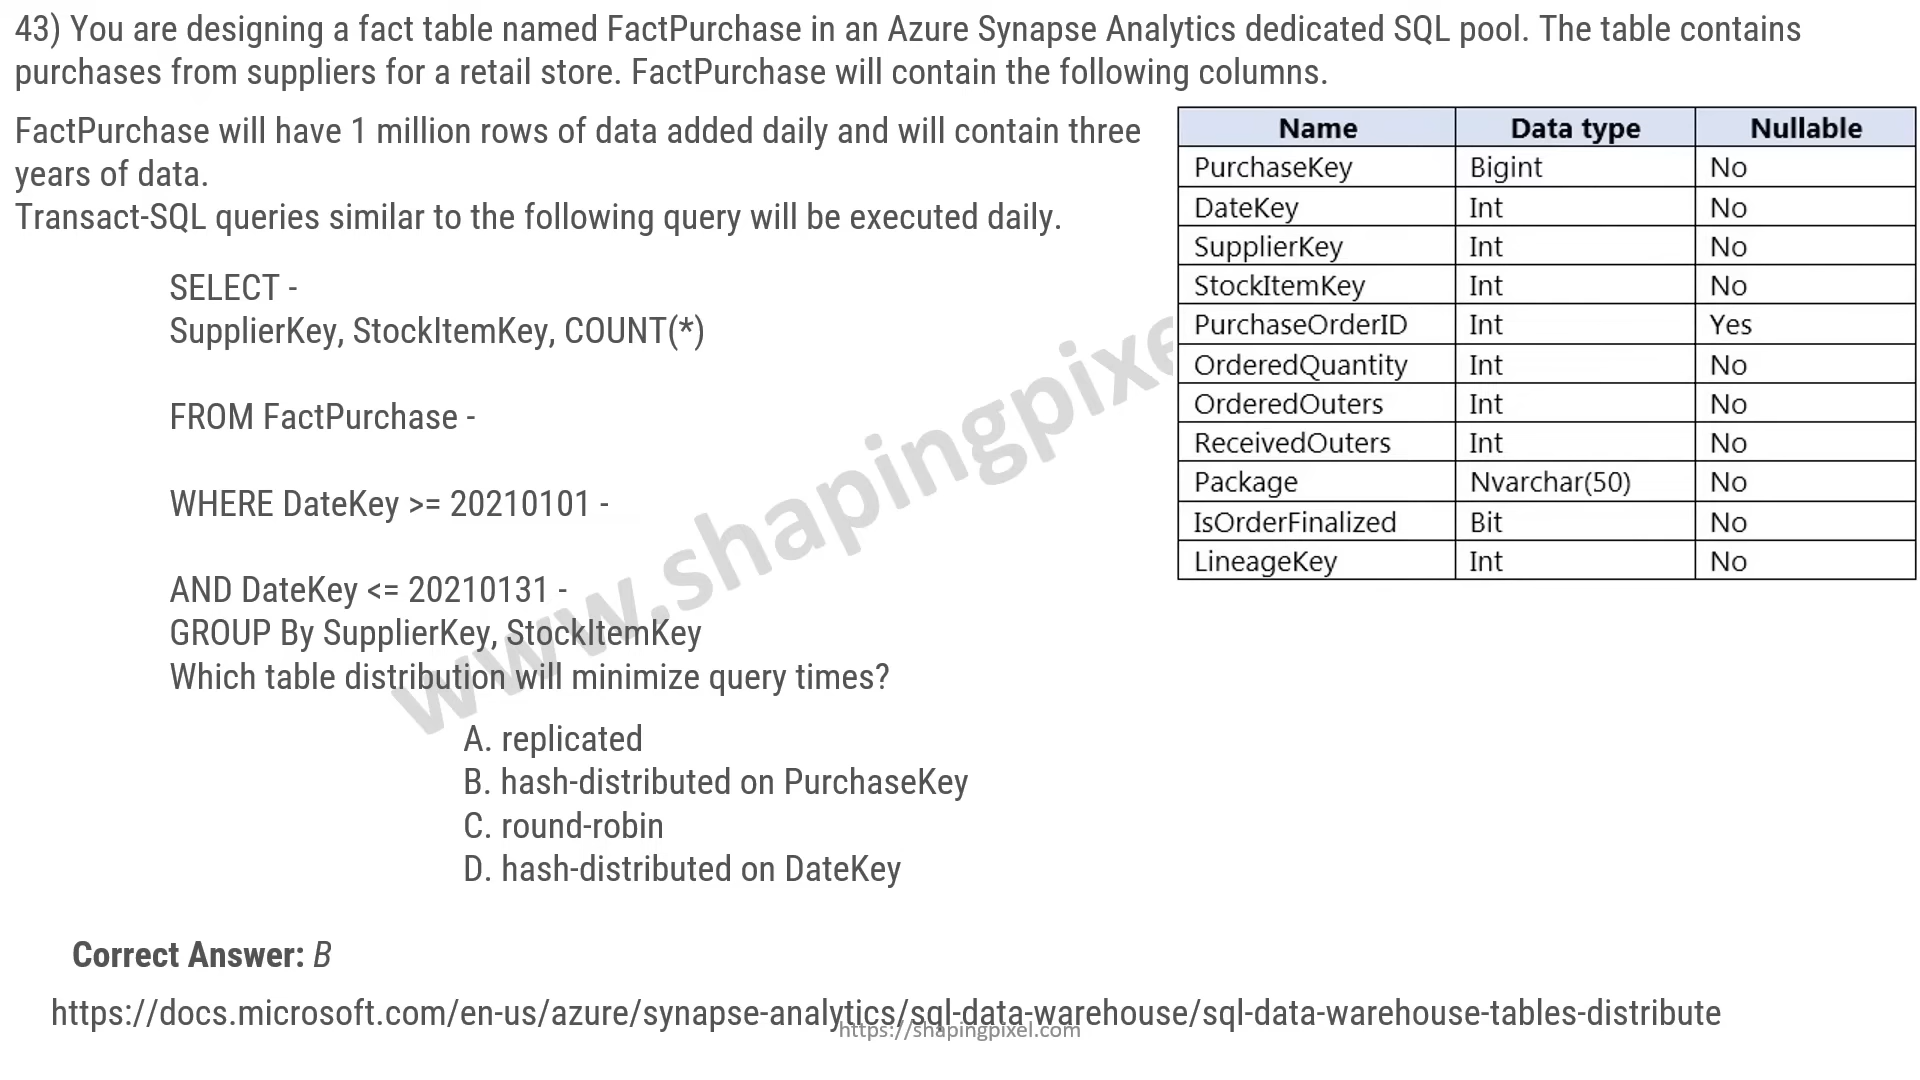 43) You are designing a fact table named FactPurchase in an Azure Synapse Analytics dedicated SQL pool. The table contains
purchases from suppliers for a retail store. FactPurchase will contain the following columns.
FactPurchase will have 1 million rows of data added daily and will contain three
years of data.
Transact-SQL queries similar to the following query will be executed daily.
SELECT -
SupplierKey, StockItemKey, COUNT(*)
FROM FactPurchase -
WHERE DateKey >= 20210101 -
AND DateKey <= 20210131 -
GROUP By SupplierKey, StockItemKey
Which table distribution will minimize query times?
A. replicated
B. hash-distributed on PurchaseKey
C. round-robin
D. hash-distributed on DateKey
Name Data type Nullable
PurchaseKey Bigint No
DateKey Int No
SupplierKey Int No
StockItemKey Int No
PurchaseOrderID Int Yes
OrderedQuantity Int No
OrderedOuters Int No
ReceivedOuters Int No
Package Nvarchar(50) No
IsOrderFinalized Bit No
LineageKey Int No
www.shapingpixe
Correct Answer: B
https://docs.microsoft.com/en-us/azure/synapse-analytics/sql-data-warehouse/sql-data-warehouse-tables-distribute
https://shapingpixel.com